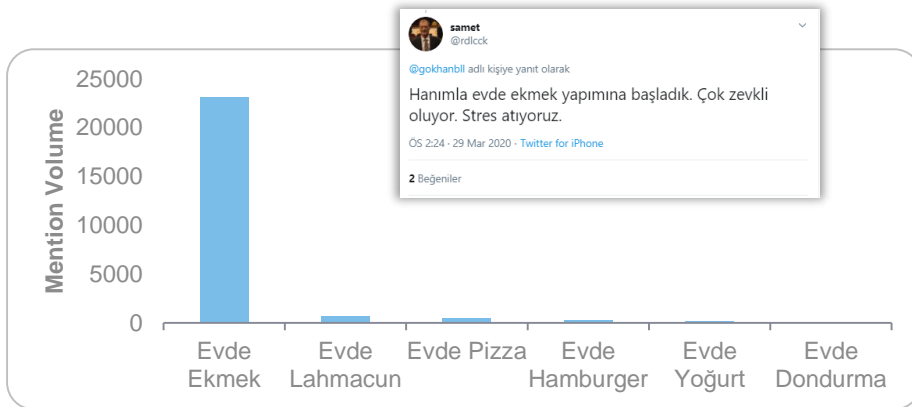 samet
@rdlcck
@gokhanbll adlı kişiye yanıt olarak
Hanımla evde ekmek yapımına başladık. Çok zevkli
oluyor. Stres atıyoruz.
ÖS 2:24 · 29 Mar 2020 · Twitter for iPhone
2 Beğeniler
Mention Volume
25000
20000
15000
10000
5000
0
Evde
Ekmek
Evde
Lahmacun
Evde Pizza
Evde
Hamburger
Evde
Yoğurt
Evde
Dondurma